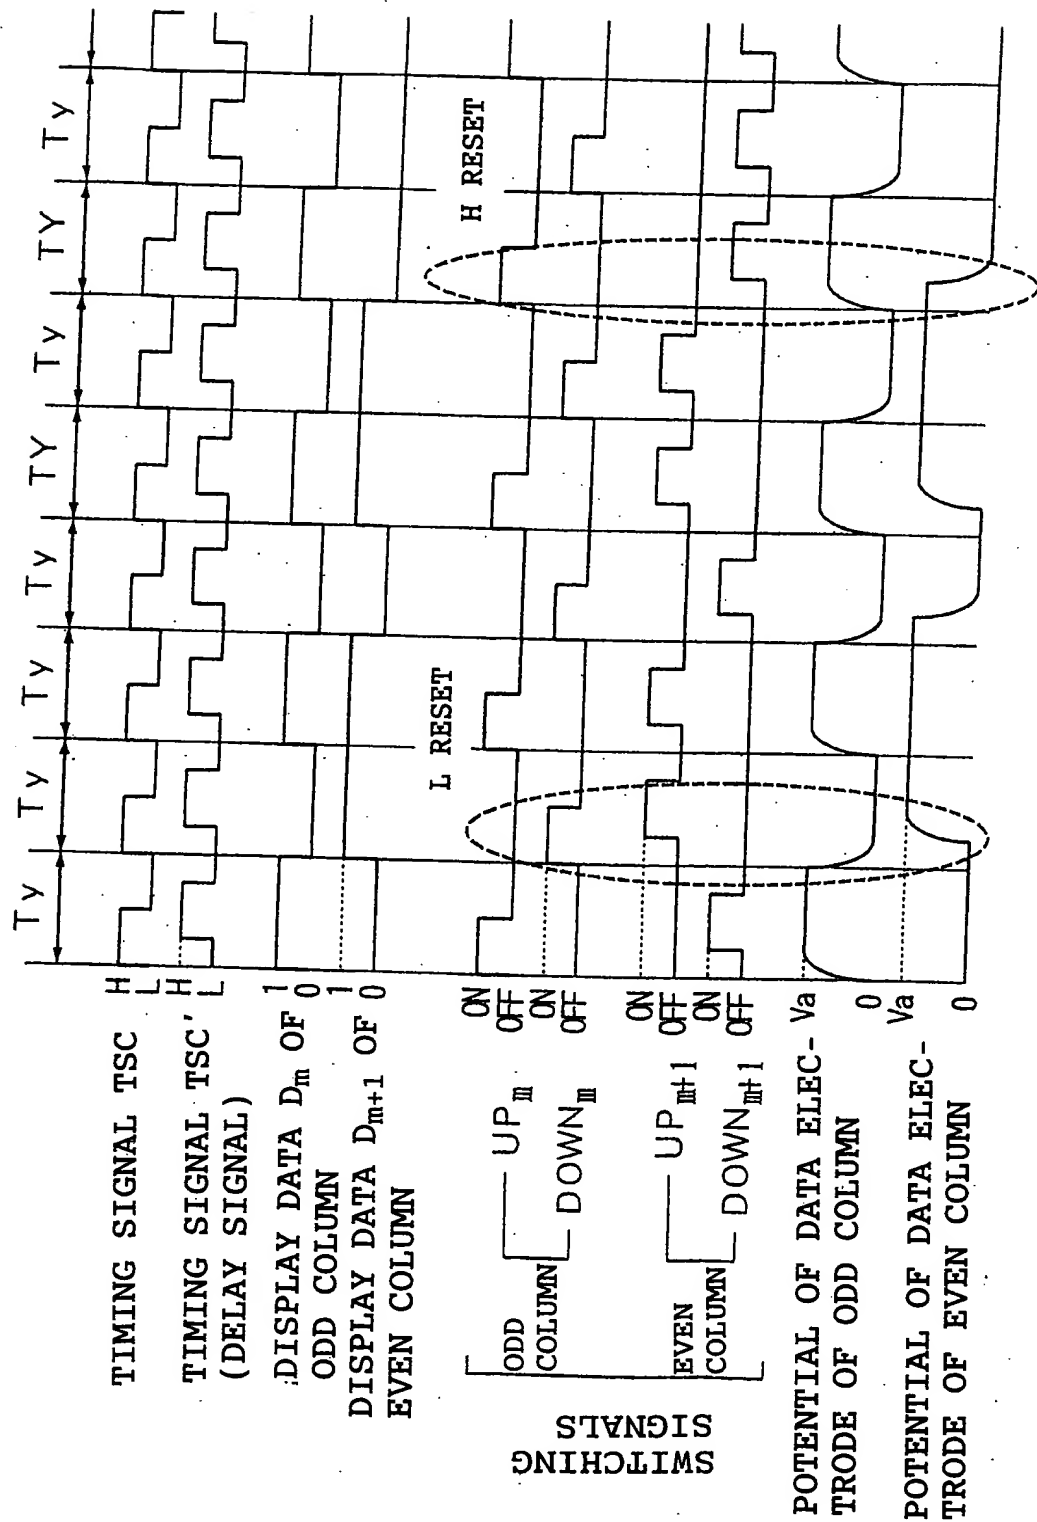 Ty
Ty
Ty
Ty
TY
Ty
TY
Ty
TIMING SIGNAL TSC
H
L
TIMING SIGNAL TSC'
(DELAY SIGNAL)
H
L
DISPLAY DATA Dm OF
ODD COLUMN
1
0
DISPLAY DATA Dm+1 OF
EVEN COLUMN
1
0
L RESET
H RESET
SWITCHING
SIGNALS
ODD
COLUMN
UPm
ON
OFF
DOWNm
ON
OFF
EVEN
COLUMN
UPm+1
ON
OFF
DOWNm+1
ON
OFF
POTENTIAL OF DATA ELEC-
TRODE OF ODD COLUMN
Va
0
POTENTIAL OF DATA ELEC-
TRODE OF EVEN COLUMN
Va
0